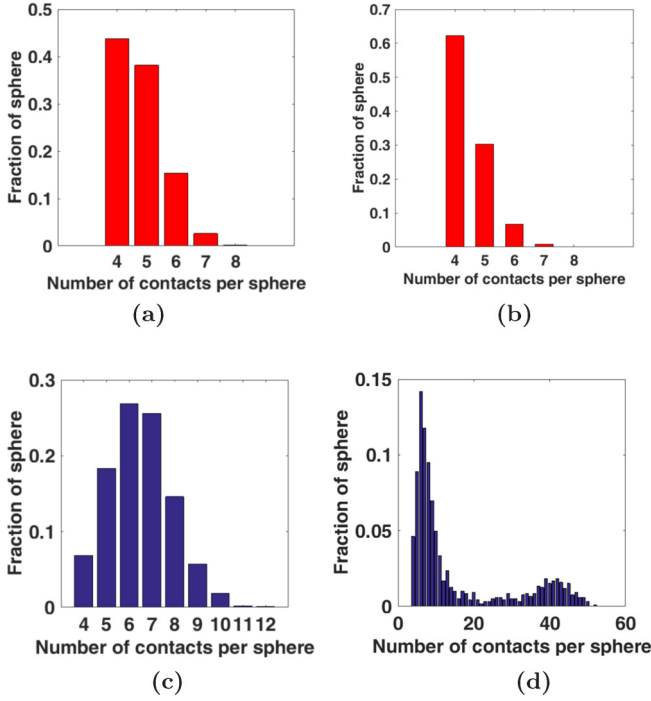 0.5
0.4
0.3
0.2
0.1
0
Fraction of sphere
4 5 6 7 8
Number of contacts per sphere
(a)
0.7
0.6
0.5
0.4
0.3
0.2
0.1
0
Fraction of sphere
4 5 6 7 8
Number of contacts per sphere
(b)
0.3
0.2
0.1
0
Fraction of sphere
4 5 6 7 8 9 10 11 12
Number of contacts per sphere
(c)
0.15
0.1
0.05
0
Fraction of sphere
0 20 40 60
Number of contacts per sphere
(d)